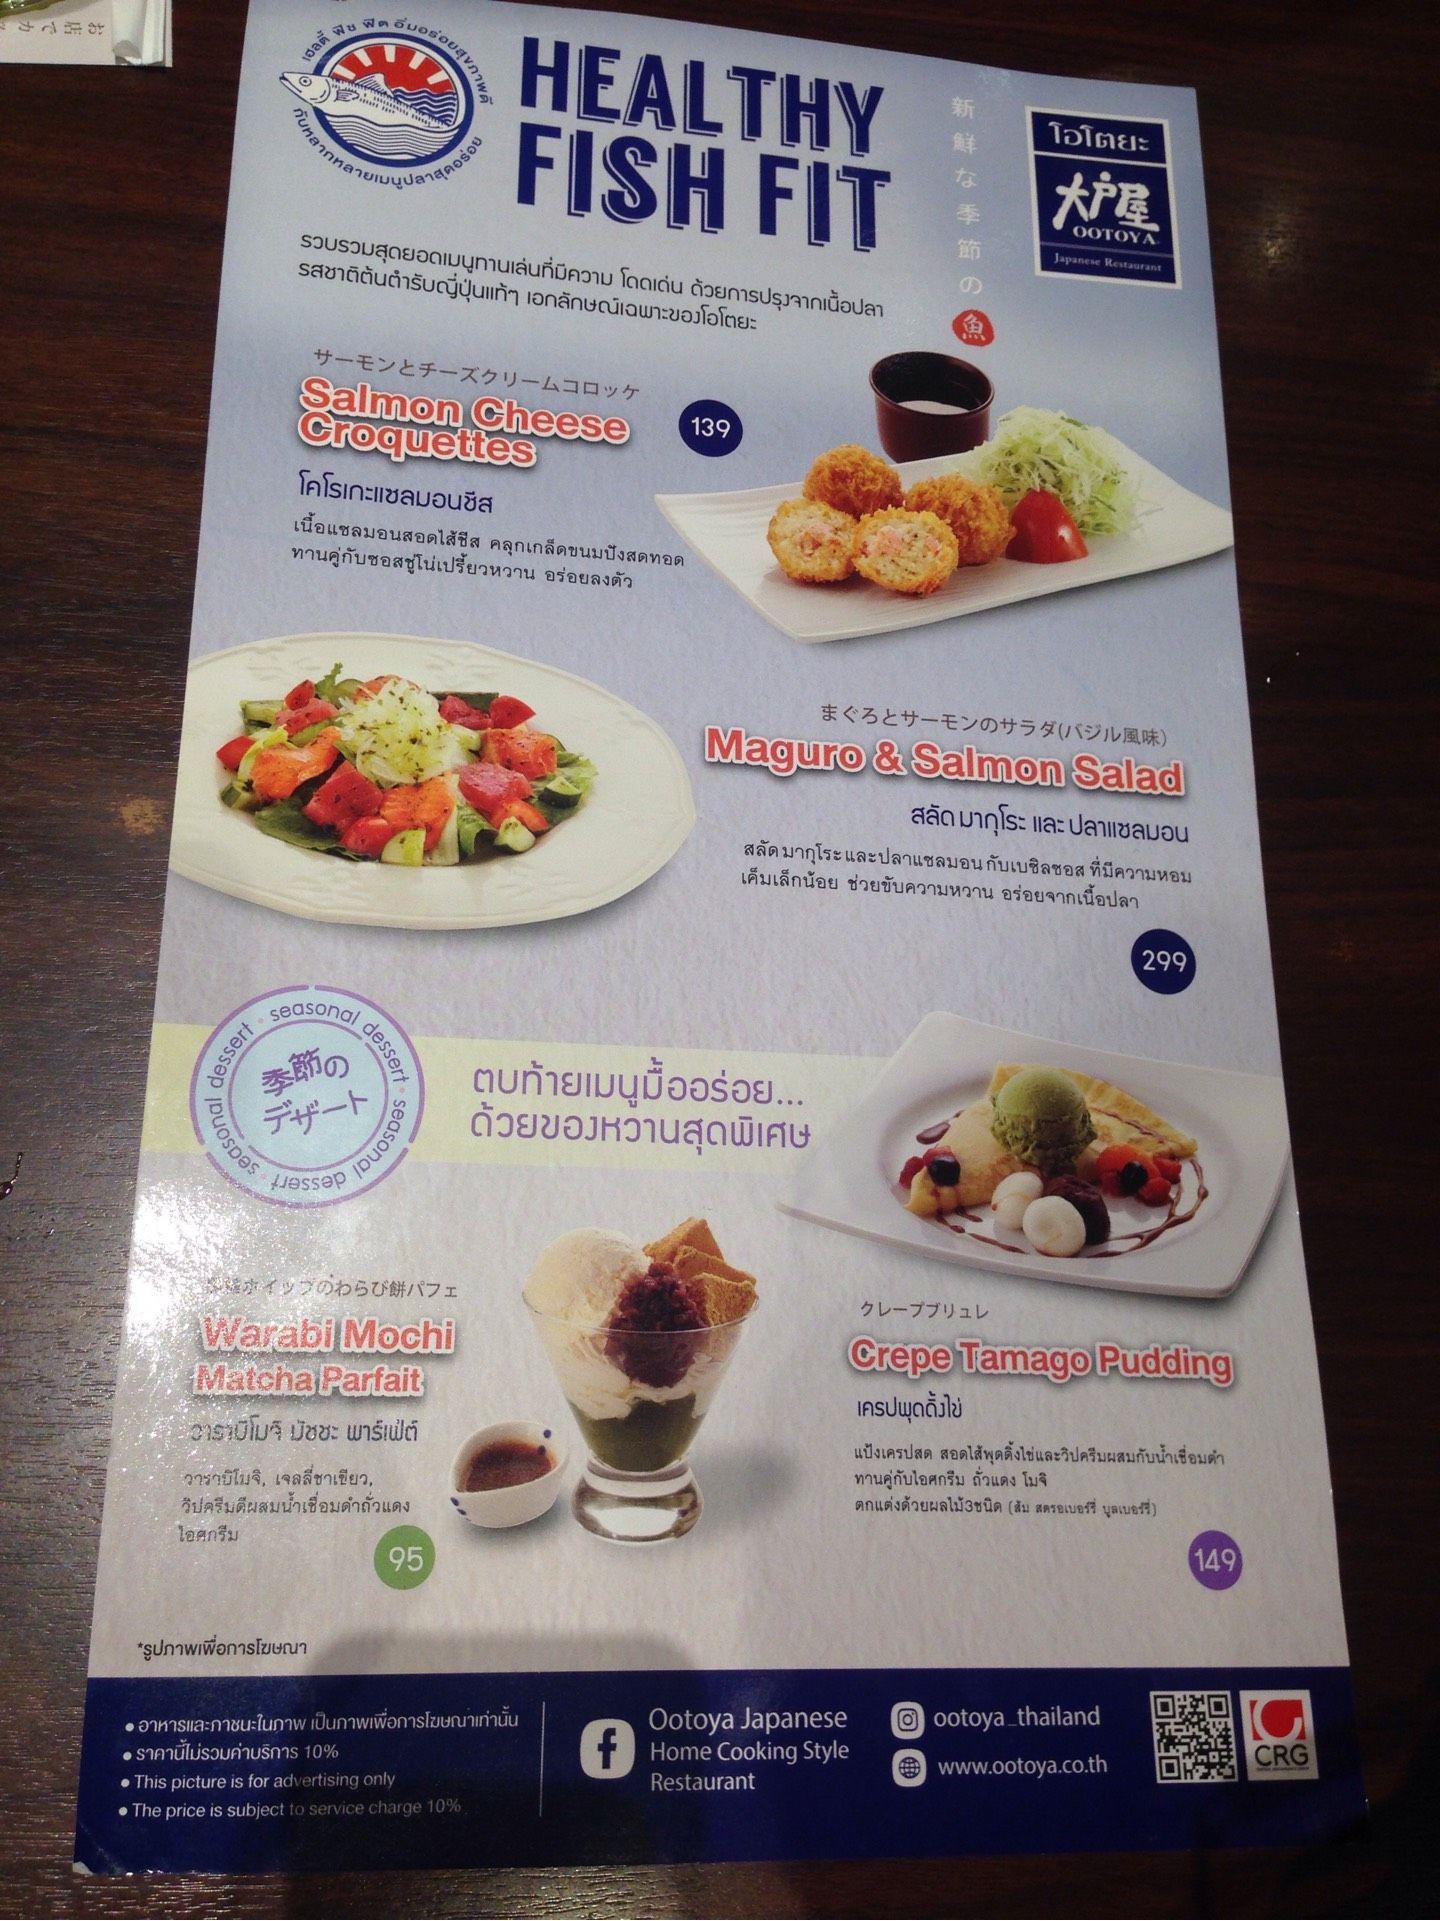 お店でカ
เฮลตี้ ฟิช ฟิต อิ่มอร่อยสุขภาพดี
กับหลากหลายเมนูปลาสุดอร่อย
HEALTHY
FISH FIT
新鮮な季節の魚
โอโตยะ
大戸屋
OOTOYA
Japanese Restaurant
รวบรวมสุดยอดเมนูทานเล่นที่มีความ โดดเด่น ด้วยการปรุงจากเนื้อปลา
รสชาติต้นตำรับญี่ปุ่นแท้ๆ เอกลักษณ์เฉพาะของโอโตยะ
サーモンとチーズクリームコロッケ
Salmon Cheese
Croquettes
139
โคโรเกะแซลมอนชีส
เนื้อแซลมอนสอดไส้ชีส คลุกเกล็ดขนมปังสดทอด
ทานคู่กับซอสชูโน่เปรี้ยวหวาน อร่อยลงตัว
まぐろとサーモンのサラダ(バジル風味)
Maguro & Salmon Salad
สลัด มากุโระ และ ปลาแซลมอน
สลัด มากุโระ และปลาแซลมอน กับเบซิลซอส ที่มีความหอม
เค็มเล็กน้อย ช่วยขับความหวาน อร่อยจากเนื้อปลา
299
seasonal dessert • seasonal dessert • seasonal dessert • seasonal dessert
季節の
デザート
ตบท้ายเมนูมื้ออร่อย...
ด้วยของหวานสุดพิเศษ
ホイップのわらび餅パフェ
Warabi Mochi
Matcha Parfait
วาราบิโมจิ มัชชะ พาร์เฟ่ต์
วาราบิโมจิ, เจลลี่ชาเขียว,
วิปครีมตีผสมน้ำเชื่อมดำถั่วแดง
ไอศกรีม
95
クレープブリュレ
Crepe Tamago Pudding
เครปพุดดิ้งไข่
แป้งเครปสด สอดไส้พุดดิ้งไข่และวิปครีมผสมกับน้ำเชื่อมดำ
ทานคู่กับไอศกรีม ถั่วแดง โมจิ
ตกแต่งด้วยผลไม้3ชนิด (ส้ม สตรอเบอร์รี่ บูลเบอร์รี่)
149
*รูปภาพเพื่อการโฆษณา
• อาหารและภาชนะในภาพ เป็นภาพเพื่อการโฆษณาเท่านั้น
• ราคานี้ไม่รวมค่าบริการ 10%
• This picture is for advertising only
• The price is subject to service charge 10%
f
Ootoya Japanese
Home Cooking Style
Restaurant
ootoya_thailand
www.ootoya.co.th
CRG